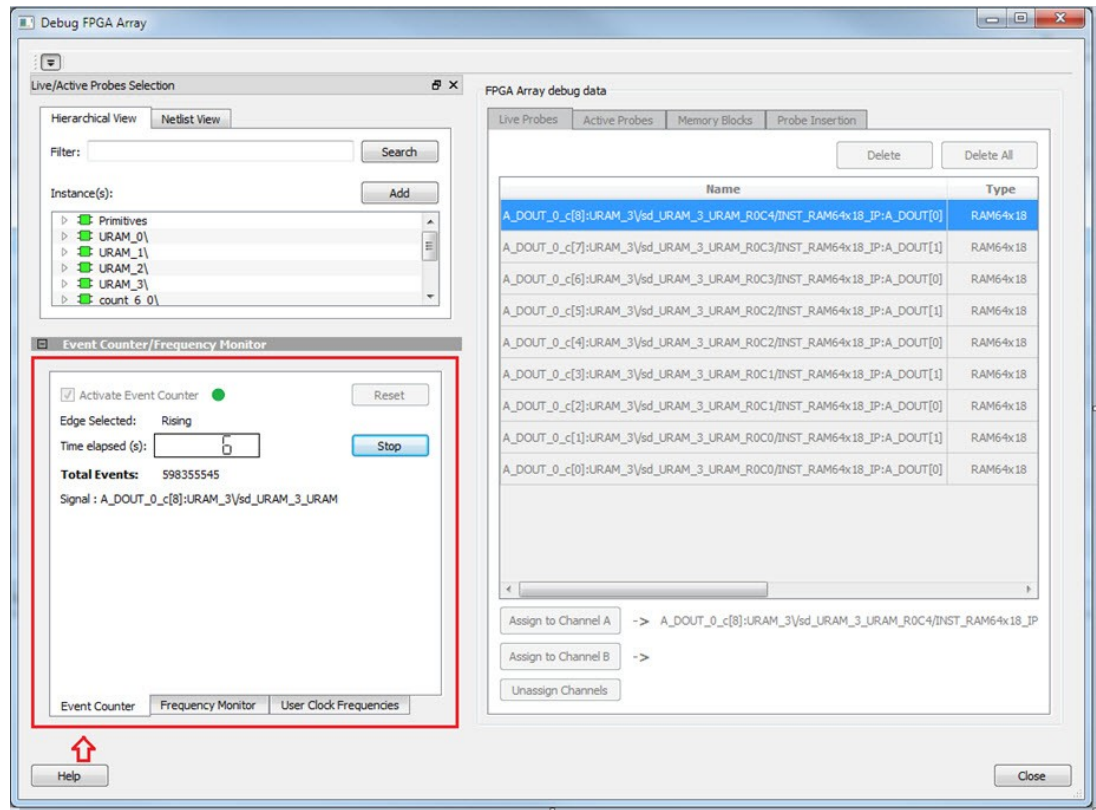 Debug FPGA Array
Live/Active Probes Selection
Hierarchical View Netlist View
Filter: Search
Instance(s): Add
Primitives
URAM_0\
URAM_1\
URAM_2\
URAM_3\
count_6_0\
Event Counter/Frequency Monitor
Activate Event Counter Reset
Edge Selected: Rising
Time elapsed (s): 6 Stop
Total Events: 598355545
Signal : A_DOUT_0_c[8]:URAM_3\/sd_URAM_3_URAM
Event Counter Frequency Monitor User Clock Frequencies
Help
FPGA Array debug data
Live Probes Active Probes Memory Blocks Probe Insertion
Delete Delete All
Name Type
A_DOUT_0_c[8]:URAM_3\/sd_URAM_3_URAM_R0C4/INST_RAM64x18_IP:A_DOUT[0] RAM64x18
A_DOUT_0_c[7]:URAM_3\/sd_URAM_3_URAM_R0C3/INST_RAM64x18_IP:A_DOUT[1] RAM64x18
A_DOUT_0_c[6]:URAM_3\/sd_URAM_3_URAM_R0C3/INST_RAM64x18_IP:A_DOUT[0] RAM64x18
A_DOUT_0_c[5]:URAM_3\/sd_URAM_3_URAM_R0C2/INST_RAM64x18_IP:A_DOUT[1] RAM64x18
A_DOUT_0_c[4]:URAM_3\/sd_URAM_3_URAM_R0C2/INST_RAM64x18_IP:A_DOUT[0] RAM64x18
A_DOUT_0_c[3]:URAM_3\/sd_URAM_3_URAM_R0C1/INST_RAM64x18_IP:A_DOUT[1] RAM64x18
A_DOUT_0_c[2]:URAM_3\/sd_URAM_3_URAM_R0C1/INST_RAM64x18_IP:A_DOUT[0] RAM64x18
A_DOUT_0_c[1]:URAM_3\/sd_URAM_3_URAM_R0C0/INST_RAM64x18_IP:A_DOUT[1] RAM64x18
A_DOUT_0_c[0]:URAM_3\/sd_URAM_3_URAM_R0C0/INST_RAM64x18_IP:A_DOUT[0] RAM64x18
Assign to Channel A -> A_DOUT_0_c[8]:URAM_3\/sd_URAM_3_URAM_R0C4/INST_RAM64x18_IP
Assign to Channel B ->
Unassign Channels
Close